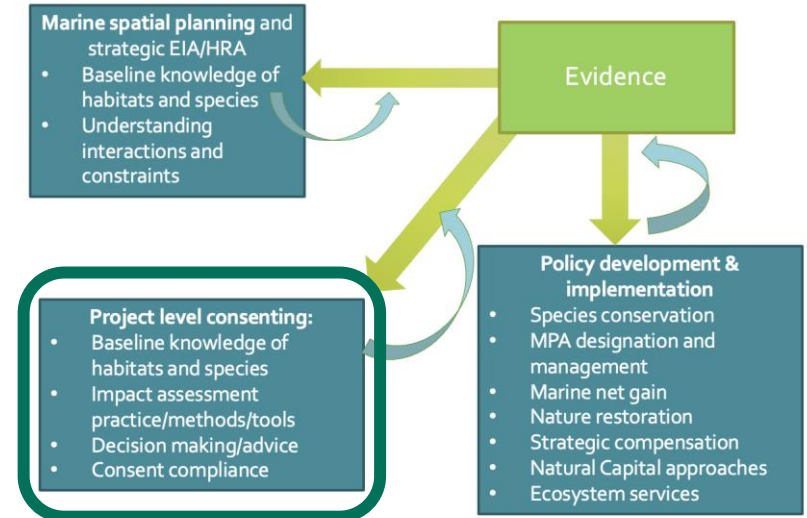 Marine spatial planning and
strategic EIA/HRA
• Baseline knowledge of
habitats and species
• Understanding
interactions and
constraints
Evidence
Project level consenting:
• Baseline knowledge of
habitats and species
• Impact assessment
practice/methods/tools
• Decision making/advice
• Consent compliance
Policy development &
implementation
• Species conservation
• MPA designation and
management
• Marine net gain
• Nature restoration
• Strategic compensation
• Natural Capital approaches
• Ecosystem services